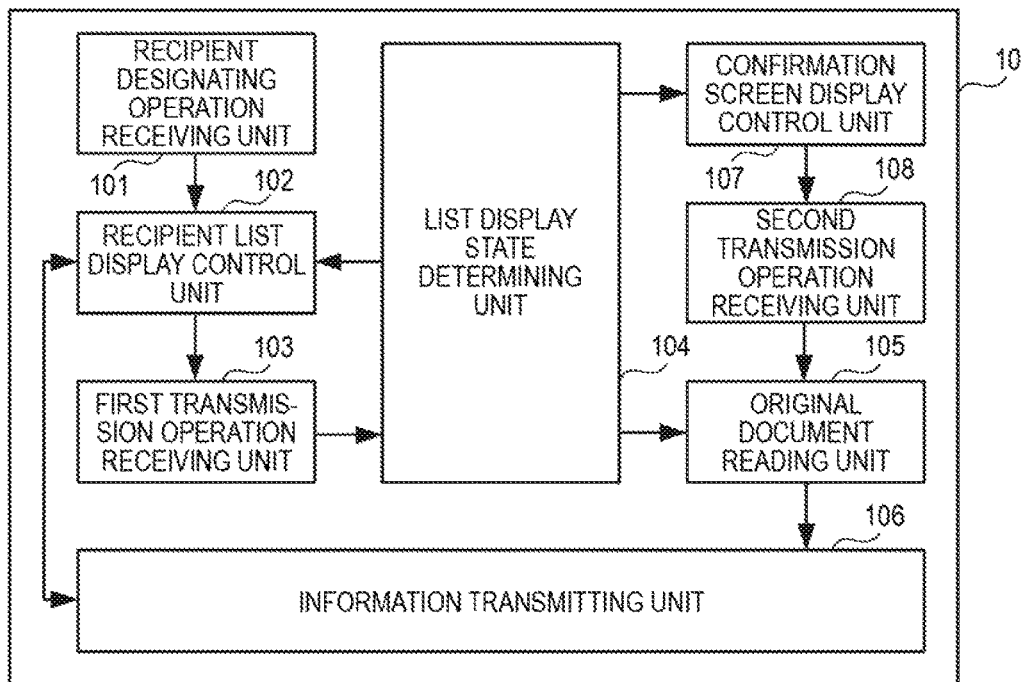 RECIPIENT
DESIGNATING
OPERATION
RECEIVING UNIT
101
102
RECIPIENT LIST
DISPLAY CONTROL
UNIT
103
FIRST TRANSMIS-
SION OPERATION
RECEIVING UNIT
LIST DISPLAY
STATE
DETERMINING
UNIT
104
CONFIRMATION
SCREEN DISPLAY
CONTROL UNIT
10
107
108
SECOND
TRANSMISSION
OPERATION
RECEIVING UNIT
105
ORIGINAL
DOCUMENT
READING UNIT
106
INFORMATION TRANSMITTING UNIT